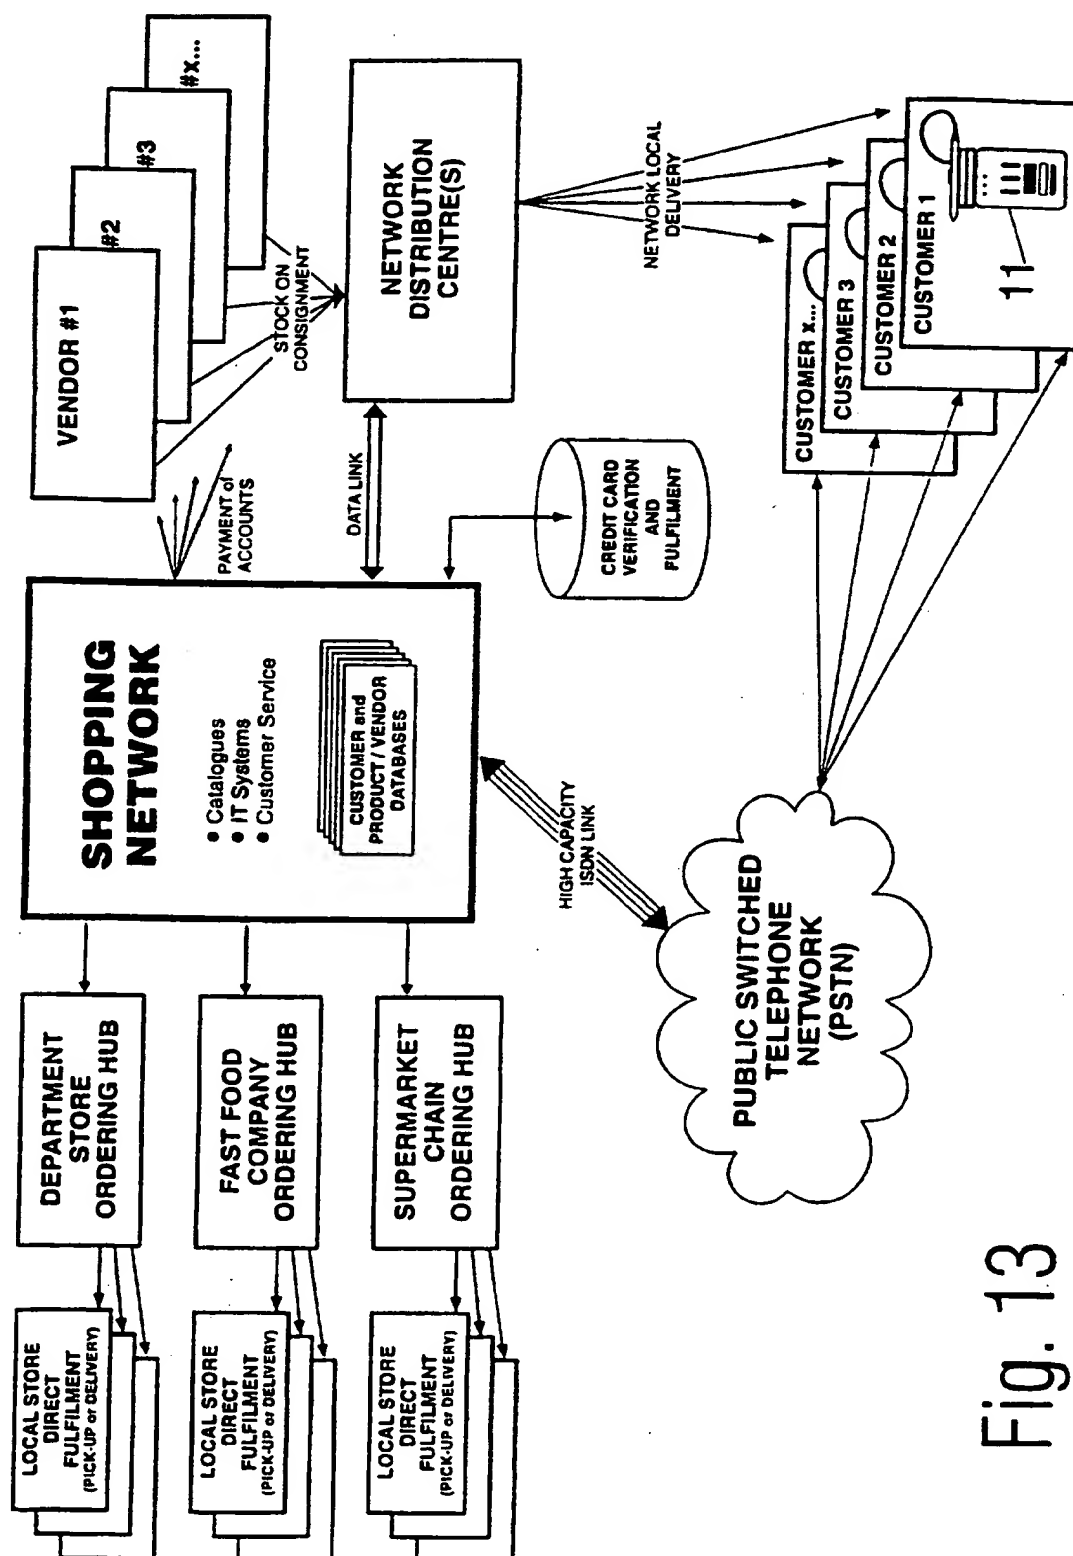 LOCAL STORE
DIRECT
FULFILMENT
(PICK-UP or DELIVERY)
DEPARTMENT
STORE
ORDERING HUB
LOCAL STORE
DIRECT
FULFILMENT
(PICK-UP or DELIVERY)
FAST FOOD
COMPANY
ORDERING HUB
LOCAL STORE
DIRECT
FULFILMENT
(PICK-UP or DELIVERY)
SUPERMARKET
CHAIN
ORDERING HUB
SHOPPING
NETWORK
• Catalogues
• IT Systems
• Customer Service
CUSTOMER and
PRODUCT / VENDOR
DATABASES
PAYMENT of
ACCOUNTS
VENDOR #1
#2
#3
#x...
STOCK ON
CONSIGNMENT
DATA LINK
NETWORK
DISTRIBUTION
CENTRE(S)
CREDIT CARD
VERIFICATION
AND
FULFILMENT
HIGH CAPACITY
ISDN LINK
NETWORK LOCAL
DELIVERY
PUBLIC SWITCHED
TELEPHONE
NETWORK
(PSTN)
CUSTOMER x...
CUSTOMER 3
CUSTOMER 2
CUSTOMER 1
11
Fig. 13